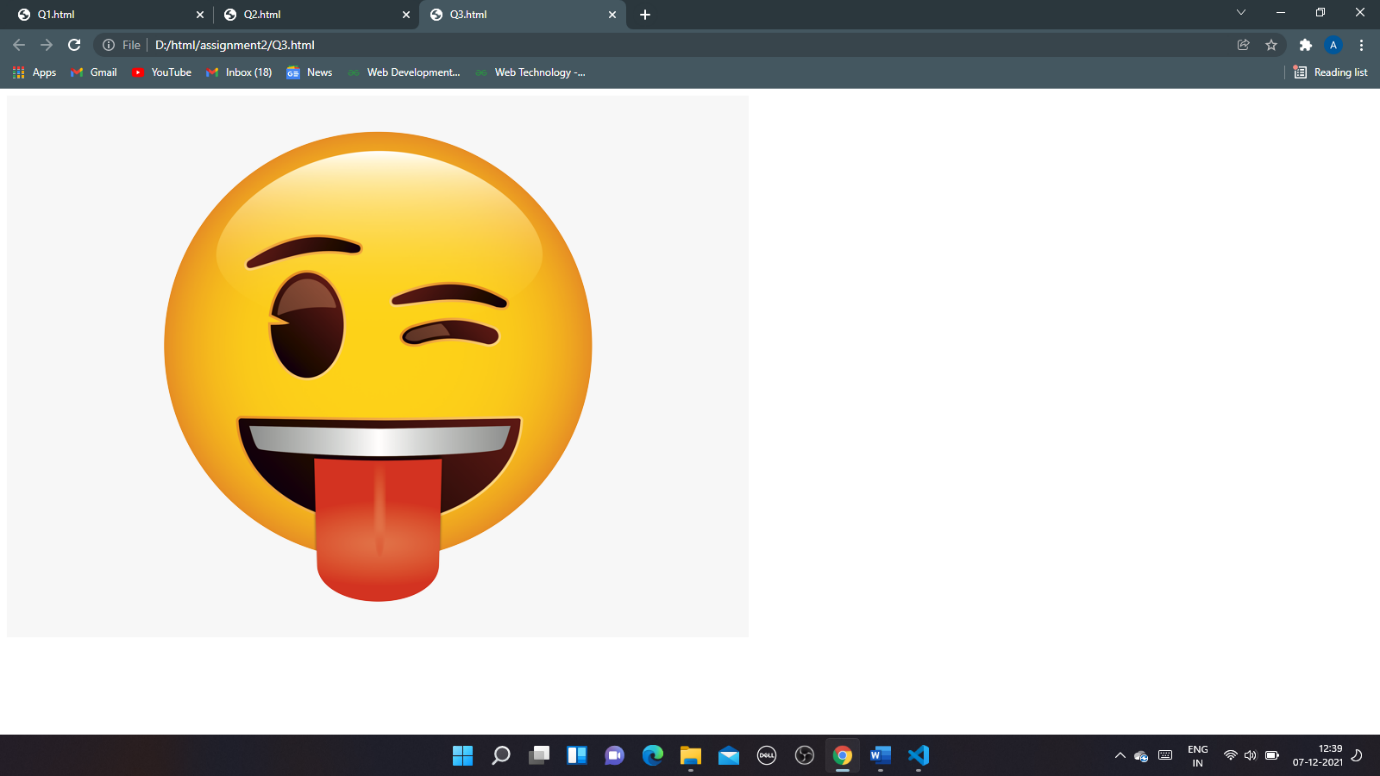 Q1.html Q2.html Q3.html
File D:/html/assignment2/Q3.html A
Apps Gmail YouTube Inbox (18) News Web Development... Web Technology -... Reading list
ENG 12:39
IN 07-12-2021